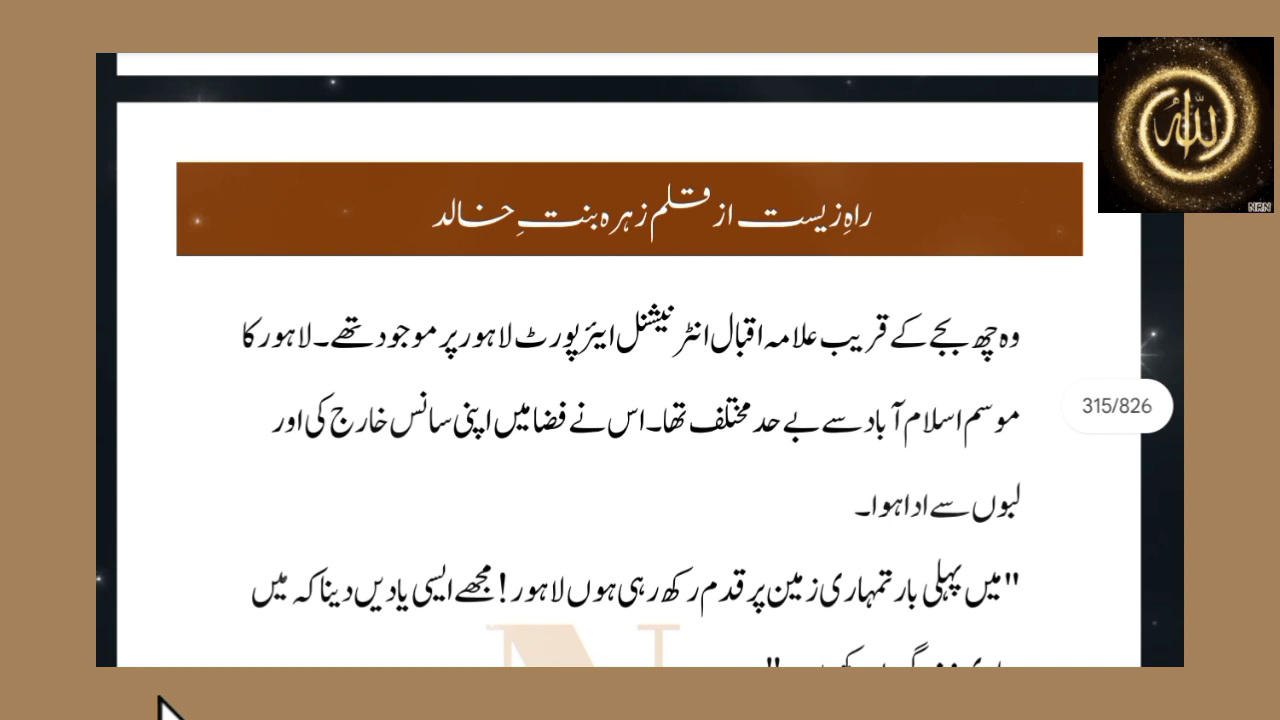 اللہ
NRN
راہِ زیست از قلم زہرہ بنتِ خالد
وہ چھ بجے کے قریب علامہ اقبال انٹرنیشنل ایئرپورٹ لاہور پر موجود تھے۔ لاہور کا
315/826
موسم اسلام آباد سے بے حد مختلف تھا۔ اس نے فضا میں اپنی سانس خارج کی اور
لبوں سے ادا ہوا۔
"میں پہلی بار تمہاری زمین پر قدم رکھ رہی ہوں لاہور! مجھے ایسی یادیں دینا کہ میں